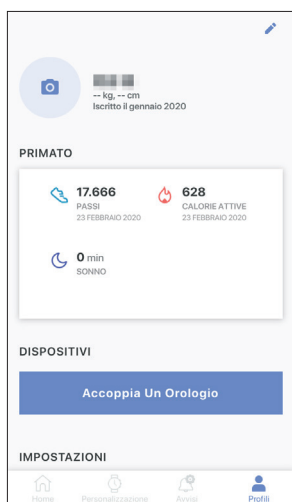 -- kg, -- cm
Iscritto il gennaio 2020
PRIMATO
17.666
PASSI
23 FEBBRAIO 2020
628
CALORIE ATTIVE
23 FEBBRAIO 2020
0 min
SONNO
DISPOSITIVI
Accoppia Un Orologio
IMPOSTAZIONI
Home Personalizzazione Avvisi Profili